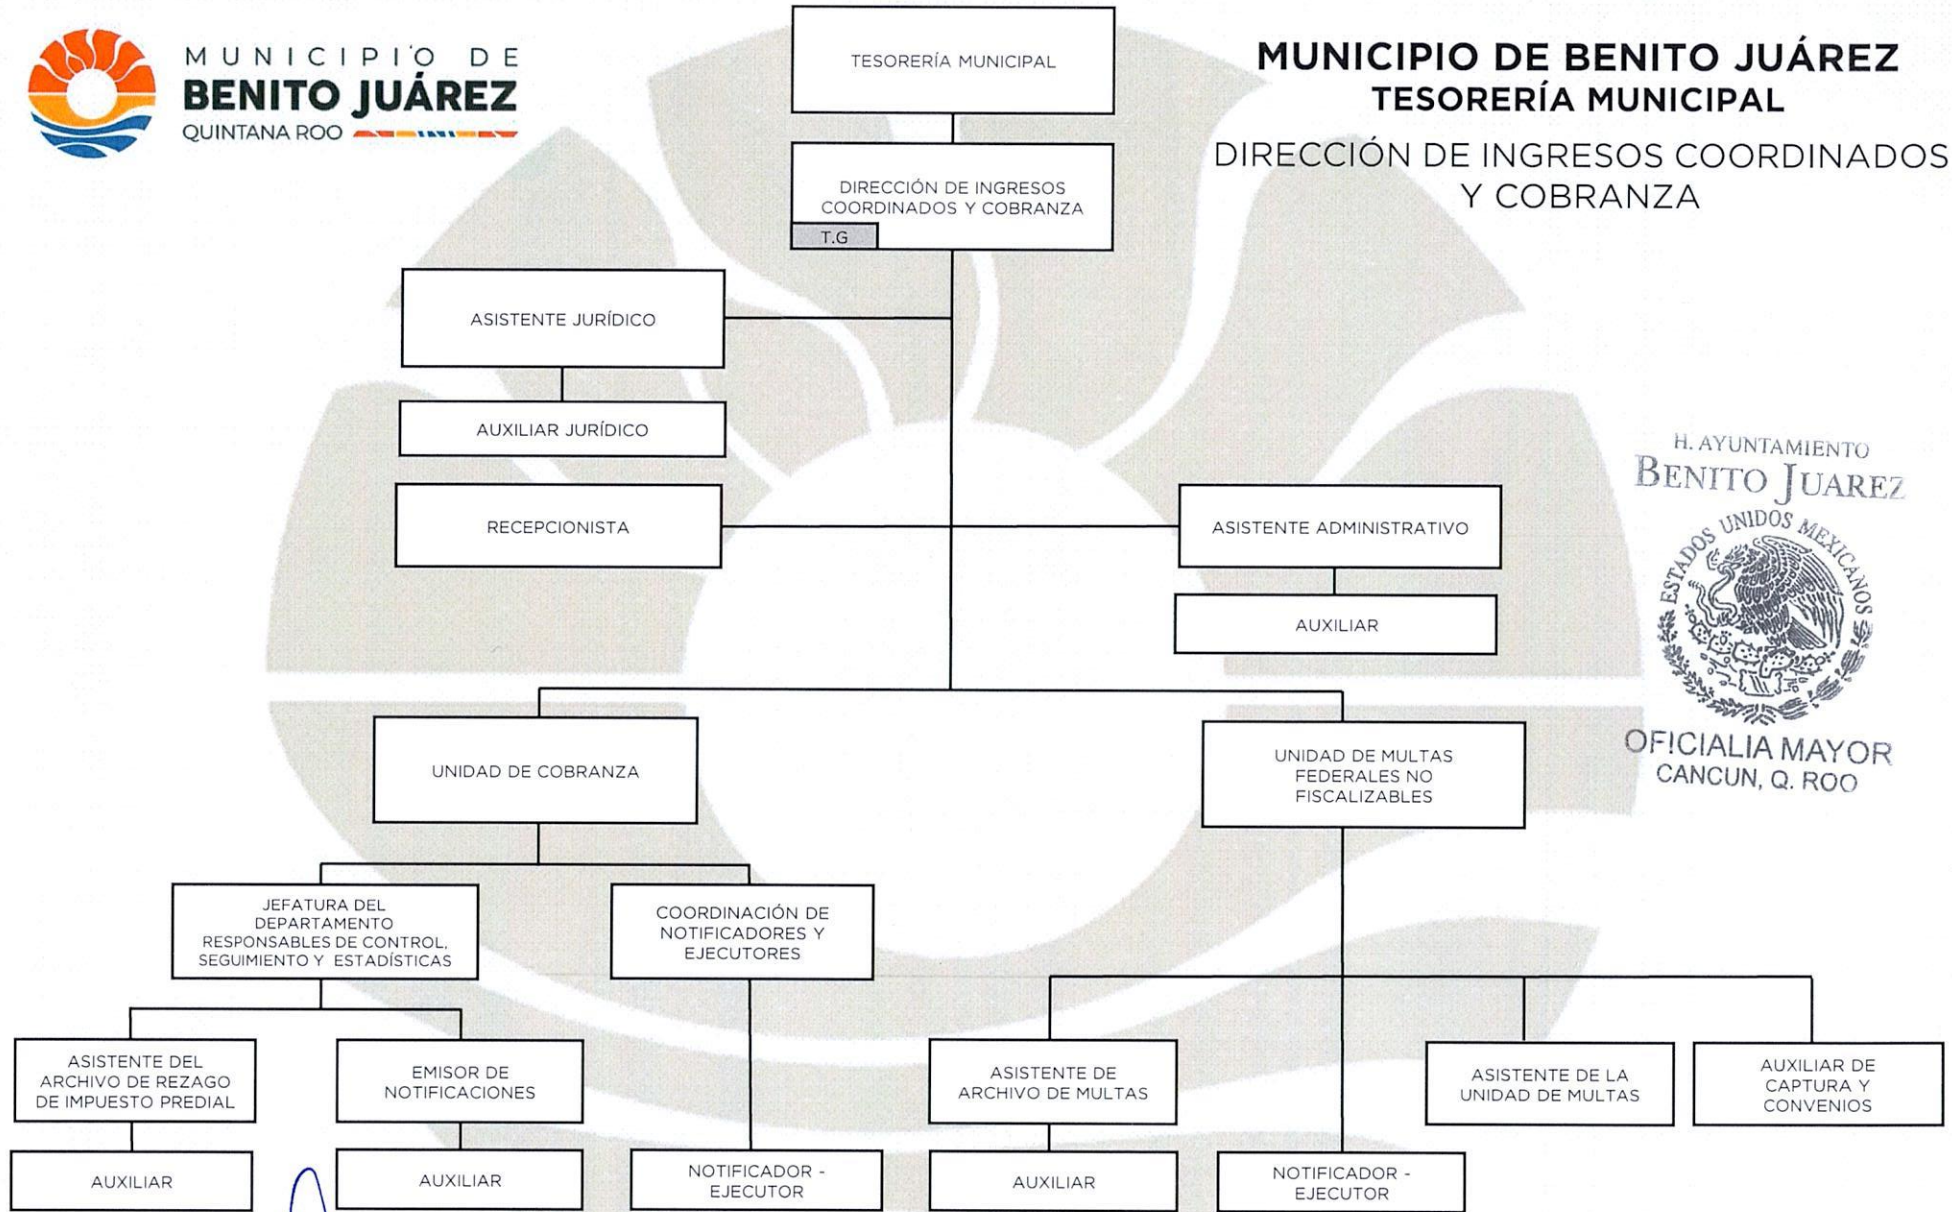 MUNICIPIO DE
BENITO JUÁREZ
QUINTANA ROO
MUNICIPIO DE BENITO JUÁREZ
TESORERÍA MUNICIPAL
DIRECCIÓN DE INGRESOS COORDINADOS
Y COBRANZA
TESORERÍA MUNICIPAL
DIRECCIÓN DE INGRESOS
COORDINADOS Y COBRANZA
T.G
ASISTENTE JURÍDICO
AUXILIAR JURÍDICO
RECEPCIONISTA
ASISTENTE ADMINISTRATIVO
AUXILIAR
H. AYUNTAMIENTO
BENITO JUAREZ
ESTADOS UNIDOS MEXICANOS
OFICIALIA MAYOR
CANCUN, Q. ROO
UNIDAD DE COBRANZA
UNIDAD DE MULTAS
FEDERALES NO
FISCALIZABLES
JEFATURA DEL
DEPARTAMENTO
RESPONSABLES DE CONTROL,
SEGUIMIENTO Y ESTADÍSTICAS
COORDINACIÓN DE
NOTIFICADORES Y
EJECUTORES
ASISTENTE DEL
ARCHIVO DE REZAGO
DE IMPUESTO PREDIAL
EMISOR DE
NOTIFICACIONES
ASISTENTE DE
ARCHIVO DE MULTAS
ASISTENTE DE LA
UNIDAD DE MULTAS
AUXILIAR DE
CAPTURA Y
CONVENIOS
AUXILIAR
AUXILIAR
NOTIFICADOR -
EJECUTOR
AUXILIAR
NOTIFICADOR -
EJECUTOR